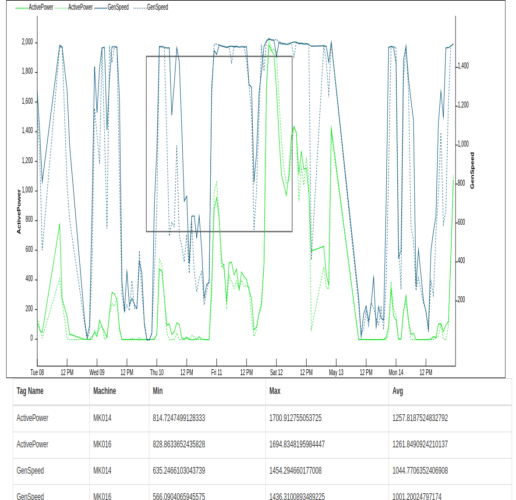 ActivePower ActivePower GenSpeed GenSpeed
2,000
1,800
1,600
1,400
1,200
1,000
800
600
400
200
0
ActivePower
1,400
1,200
1,000
800
600
400
200
GenSpeed
Tue 08 12 PM Wed 09 12 PM Thu 10 12 PM Fri 11 12 PM Sat 12 12 PM May 13 12 PM Mon 14 12 PM
Tag Name Machine Min Max Avg
ActivePower MK014 814.7247499128333 1700.912755053725 1257.8187524832792
ActivePower MK016 828.8633652435828 1694.8348195984447 1261.8490924210137
GenSpeed MK014 635.2466103043739 1454.294660177008 1044.7706352406908
GenSpeed MK016 566.0904065945575 1436.3100893489225 1001.20024797174